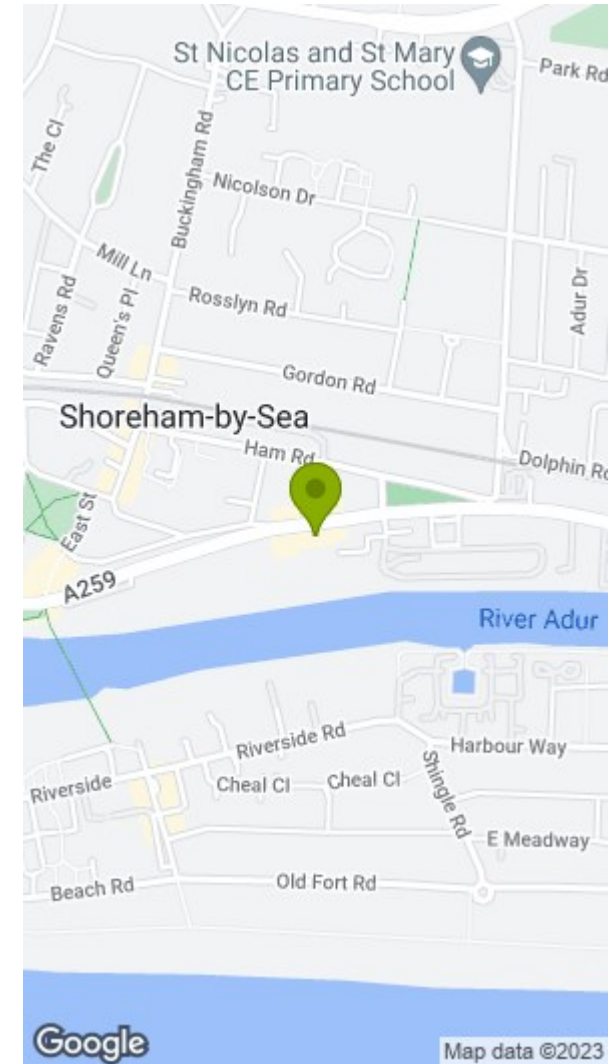 St Nicolas and St Mary
CE Primary School
Park Rd
The Cl
Buckingham Rd
Nicolson Dr
Mill Ln
Ravens Rd
Queen's Pl
Rosslyn Rd
Adur Dr
Gordon Rd
Shoreham-by-Sea
Ham Rd
Dolphin Ro
East St
A259
River Adur
Riverside Rd
Harbour Way
Riverside
Cheal Cl
Cheal Cl
Shingle Rd
E Meadway
Beach Rd
Old Fort Rd
Google
Map data ©2023